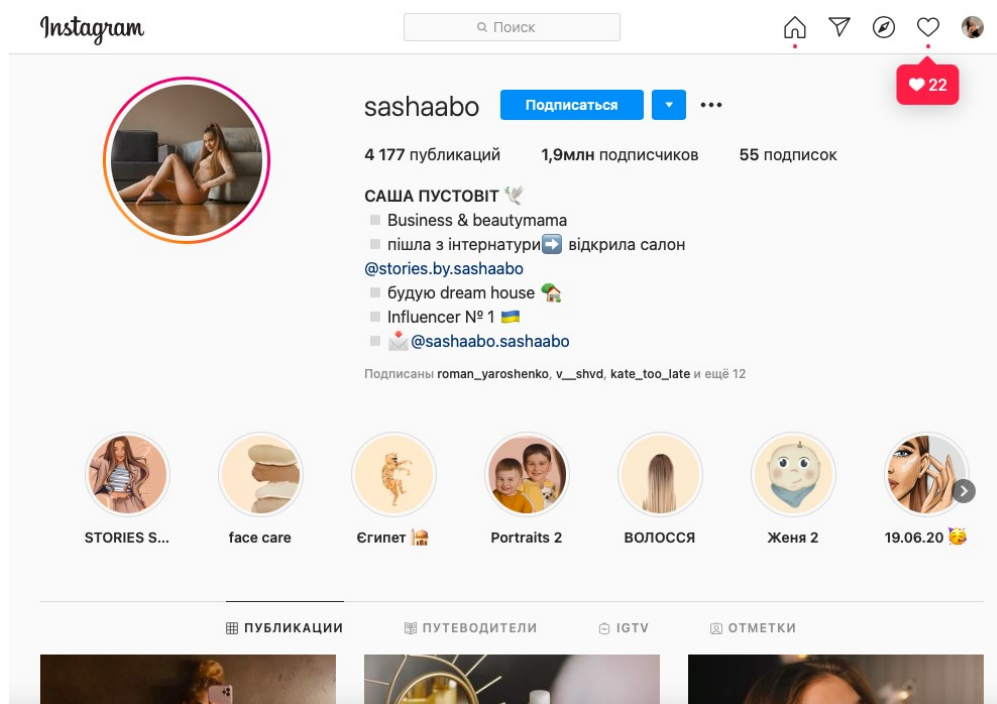 Instagram
Поиск
22
sashaabo Подписаться
4 177 публикаций 1,9млн подписчиков 55 подписок
САША ПУСТОВІТ 🕊
Business & beautymama
пішла з інтернатури➡️ відкрила салон
@stories.by.sashaabo
будую dream house 🏡
Influencer № 1 🇺🇦
📩@sashaabo.sashaabo
Подписаны roman_yaroshenko, v__shvd, kate_too_late и ещё 12
STORIES S... face care Єгипет 🕌 Portraits 2 ВОЛОССЯ Женя 2 19.06.20 🥳
ПУБЛИКАЦИИ ПУТЕВОДИТЕЛИ IGTV ОТМЕТКИ